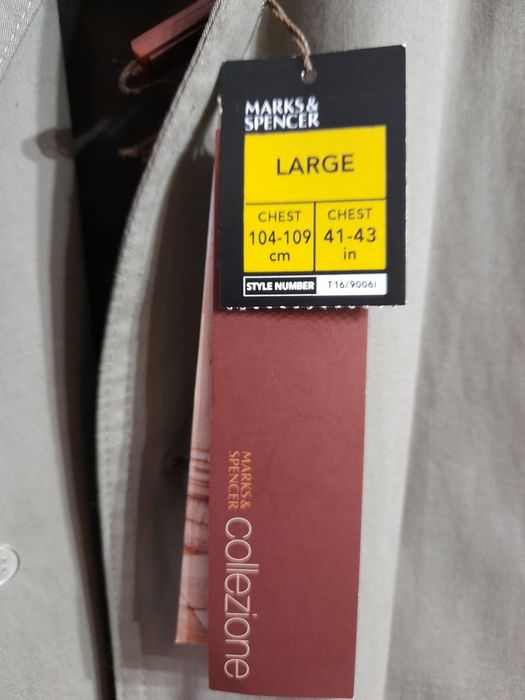 MARKS&
SPENCER
LARGE
CHEST
104-109
cm
CHEST
41-43
in
STYLE NUMBER T16/9006I
MARKS &
SPENCER
collezione